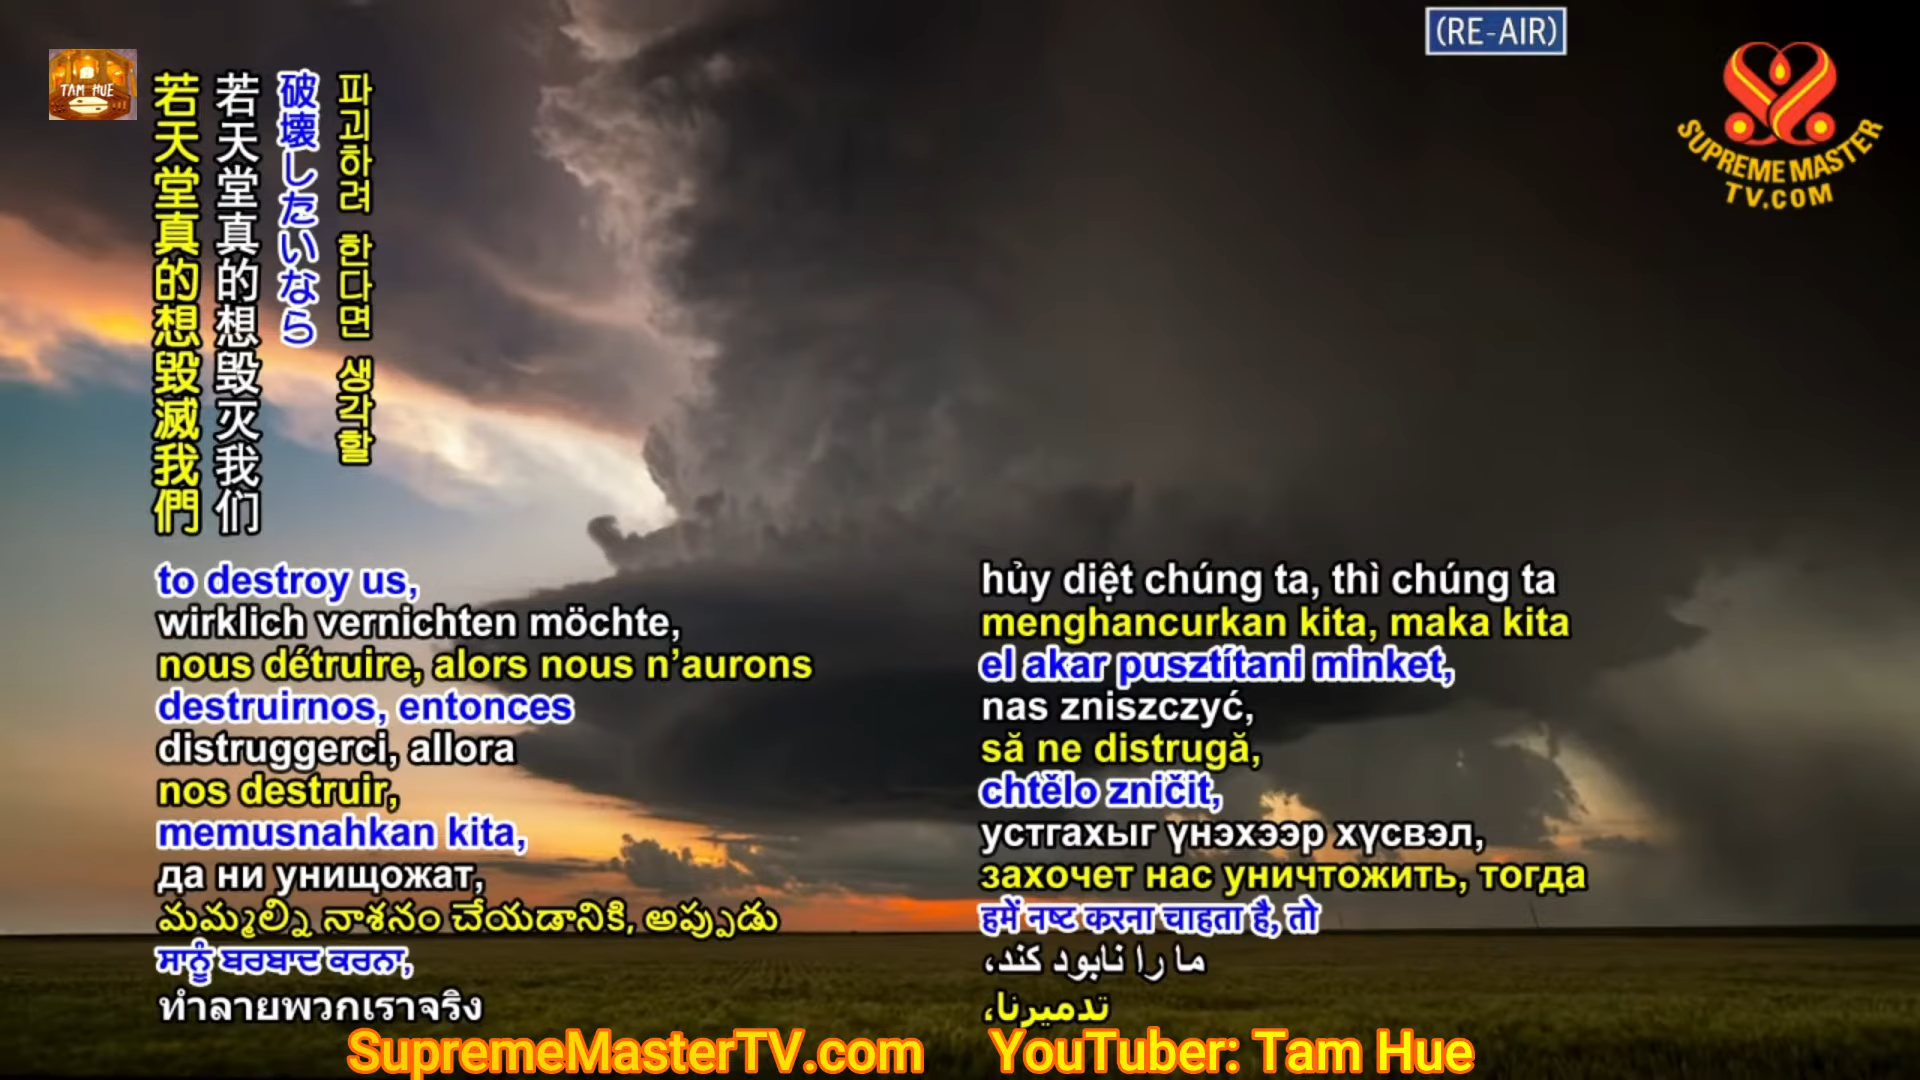 (RE-AIR)
TAM HUE
SUPREME MASTER
TV.COM
若天堂真的想毀滅我們
若天堂真的想毁灭我们
破壊したいなら
파괴하려 한다면 생각할
to destroy us,
wirklich vernichten möchte,
nous détruire, alors nous n’aurons
destruirnos, entonces
distruggerci, allora
nos destruir,
memusnahkan kita,
да ни унищожат,
మమ్మల్ని నాశనం చేయడానికి, అప్పుడు
ਸਾਨੂੰ ਬਰਬਾਦ ਕਰਨਾ,
ทำลายพวกเราจริง
hủy diệt chúng ta, thì chúng ta
menghancurkan kita, maka kita
el akar pusztítani minket,
nas zniszczyć,
să ne distrugă,
chtělo zničit,
устгахыг үнэхээр хүсвэл,
захочет нас уничтожить, тогда
हमें नष्ट करना चाहता है, तो
ما را نابود کند،
تدميرنا،
SupremeMasterTV.com
YouTuber: Tam Hue